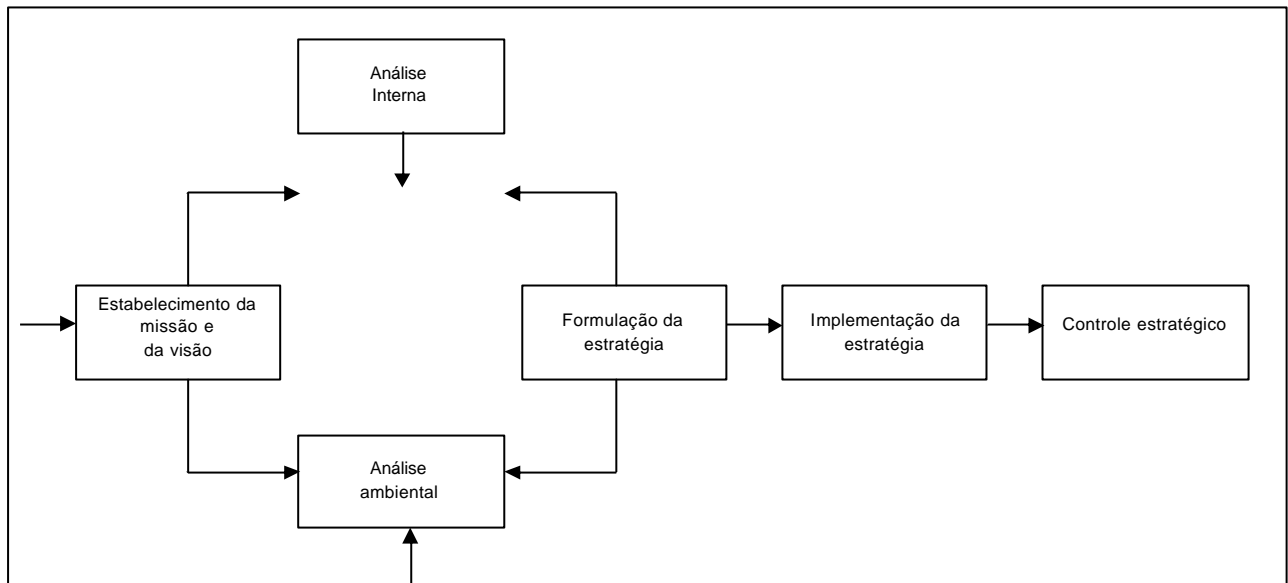 Análise
Interna
Estabelecimento da
missão e
da visão
Formulação da
estratégia
Implementação da
estratégia
Controle estratégico
Análise
ambiental